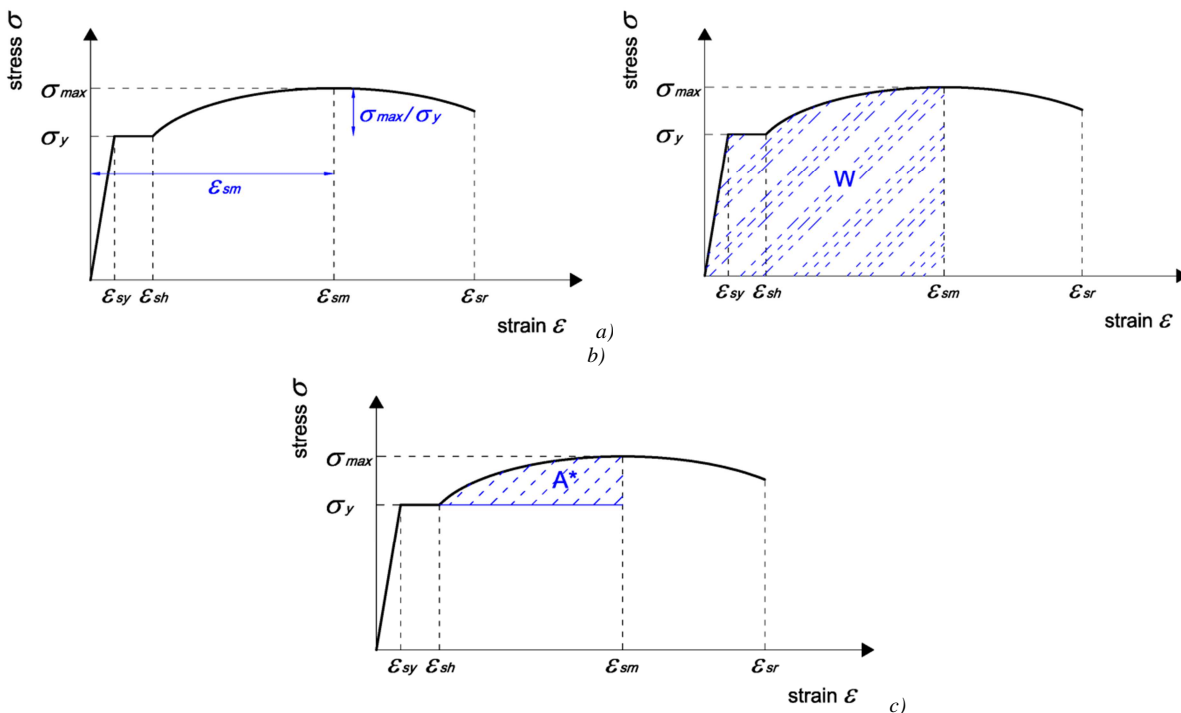 stress σ
σmax
σy
σmax/σy
εsm
εsy εsh εsm εsr
strain ε
a)
stress σ
σmax
σy
W
εsy εsh εsm εsr
strain ε
b)
stress σ
σmax
σy
A*
εsy εsh εsm εsr
strain ε
c)